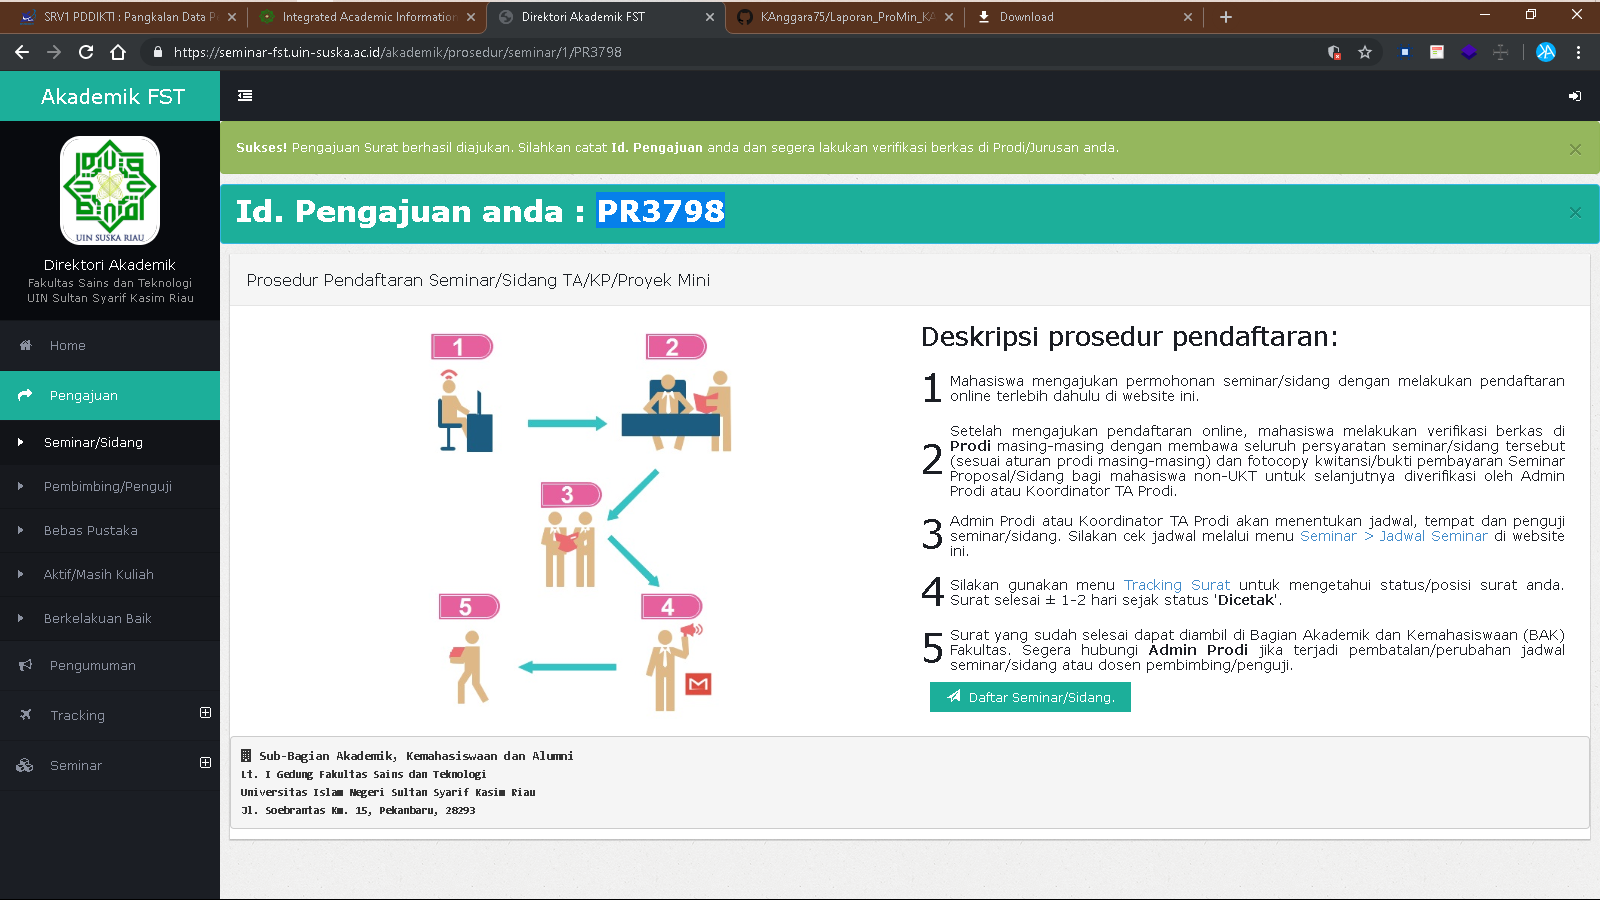 SRV1 PDDIKTI : Pangkalan Data P
Integrated Academic Information
Direktori Akademik FST
KAnggara75/Laporan_ProMin_KA
Download
https://seminar-fst.uin-suska.ac.id/akademik/prosedur/seminar/1/PR3798
Akademik FST
UIN SUSKA RIAU
Direktori Akademik
Fakultas Sains dan Teknologi
UIN Sultan Syarif Kasim Riau
Home
Pengajuan
Seminar/Sidang
Pembimbing/Penguji
Bebas Pustaka
Aktif/Masih Kuliah
Berkelakuan Baik
Pengumuman
Tracking
Seminar
Sukses! Pengajuan Surat berhasil diajukan. Silahkan catat Id. Pengajuan anda dan segera lakukan verifikasi berkas di Prodi/Jurusan anda.
Id. Pengajuan anda : PR3798
Prosedur Pendaftaran Seminar/Sidang TA/KP/Proyek Mini
1
2
3
5
4
Deskripsi prosedur pendaftaran:
1 Mahasiswa mengajukan permohonan seminar/sidang dengan melakukan pendaftaran
online terlebih dahulu di website ini.
Setelah mengajukan pendaftaran online, mahasiswa melakukan verifikasi berkas di
Prodi masing-masing dengan membawa seluruh persyaratan seminar/sidang tersebut
2 (sesuai aturan prodi masing-masing) dan fotocopy kwitansi/bukti pembayaran Seminar
Proposal/Sidang bagi mahasiswa non-UKT untuk selanjutnya diverifikasi oleh Admin
Prodi atau Koordinator TA Prodi.
Admin Prodi atau Koordinator TA Prodi akan menentukan jadwal, tempat dan penguji
3 seminar/sidang. Silakan cek jadwal melalui menu Seminar > Jadwal Seminar di website
ini.
4 Silakan gunakan menu Tracking Surat untuk mengetahui status/posisi surat anda.
Surat selesai ± 1-2 hari sejak status 'Dicetak'.
Surat yang sudah selesai dapat diambil di Bagian Akademik dan Kemahasiswaan (BAK)
5 Fakultas. Segera hubungi Admin Prodi jika terjadi pembatalan/perubahan jadwal
seminar/sidang atau dosen pembimbing/penguji.
Daftar Seminar/Sidang.
Sub-Bagian Akademik, Kemahasiswaan dan Alumni
Lt. I Gedung Fakultas Sains dan Teknologi
Universitas Islam Negeri Sultan Syarif Kasim Riau
Jl. Soebrantas Km. 15, Pekanbaru, 28293